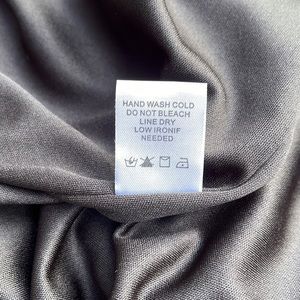 HAND WASH COLD
DO NOT BLEACH
LINE DRY
LOW IRONIF
NEEDED